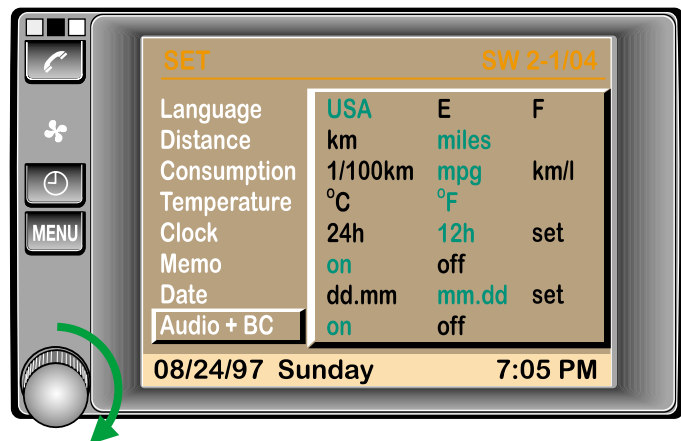 SET SW 2-1/04
Language USA E F
Distance km miles
Consumption 1/100km mpg km/l
Temperature °C °F
Clock 24h 12h set
Memo on off
MENU
Date dd.mm mm.dd set
Audio + BC on off
08/24/97 Sunday 7:05 PM